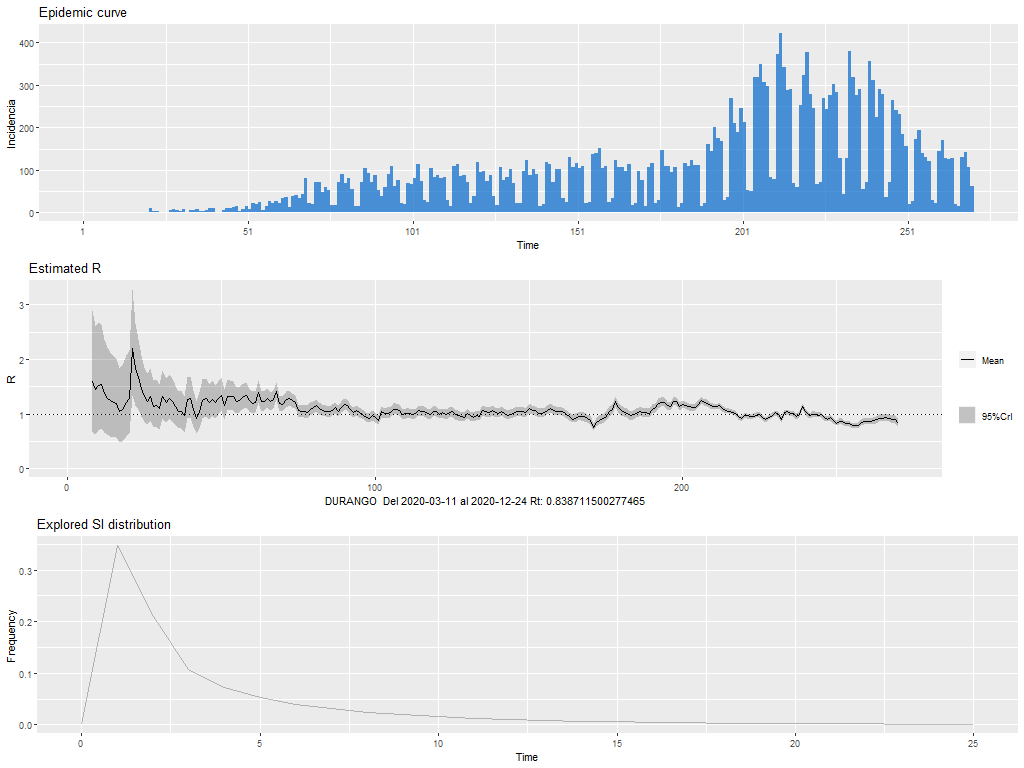 Epidemic curve
400
300
200
100
0
Incidencia
1
51
101
151
201
251
Time
Estimated R
3
2
1
0
R
0
100
200
Mean
95%CrI
DURANGO Del 2020-03-11 al 2020-12-24 Rt: 0.838711500277465
Explored SI distribution
0.3
0.2
0.1
0.0
Frequency
0
5
10
15
20
25
Time